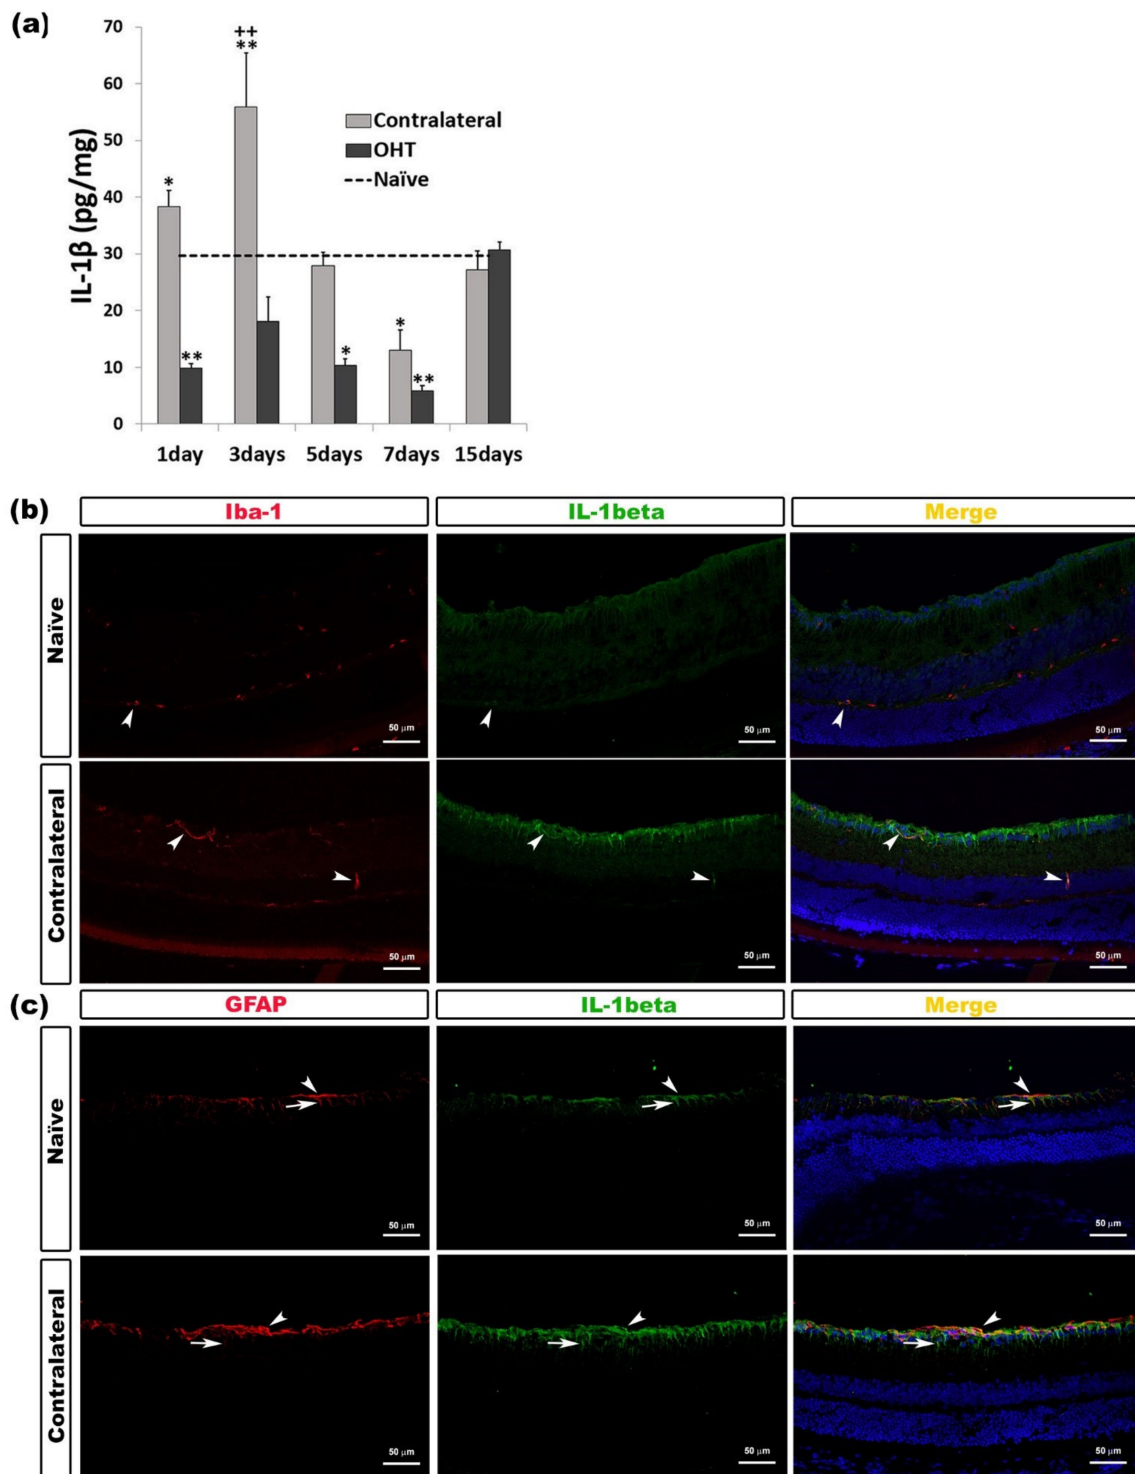 (a)
IL-1β (pg/mg)
70
60
50
40
30
20
10
0
++
**
*
**
*
*
**
Contralateral
OHT
Naïve
1day 3days 5days 7days 15days
(b)
Iba-1 IL-1beta Merge
Naïve
50 µm 50 µm 50 µm
Contralateral
50 µm 50 µm 50 µm
(c)
GFAP IL-1beta Merge
Naïve
50 µm 50 µm 50 µm
Contralateral
50 µm 50 µm 50 µm